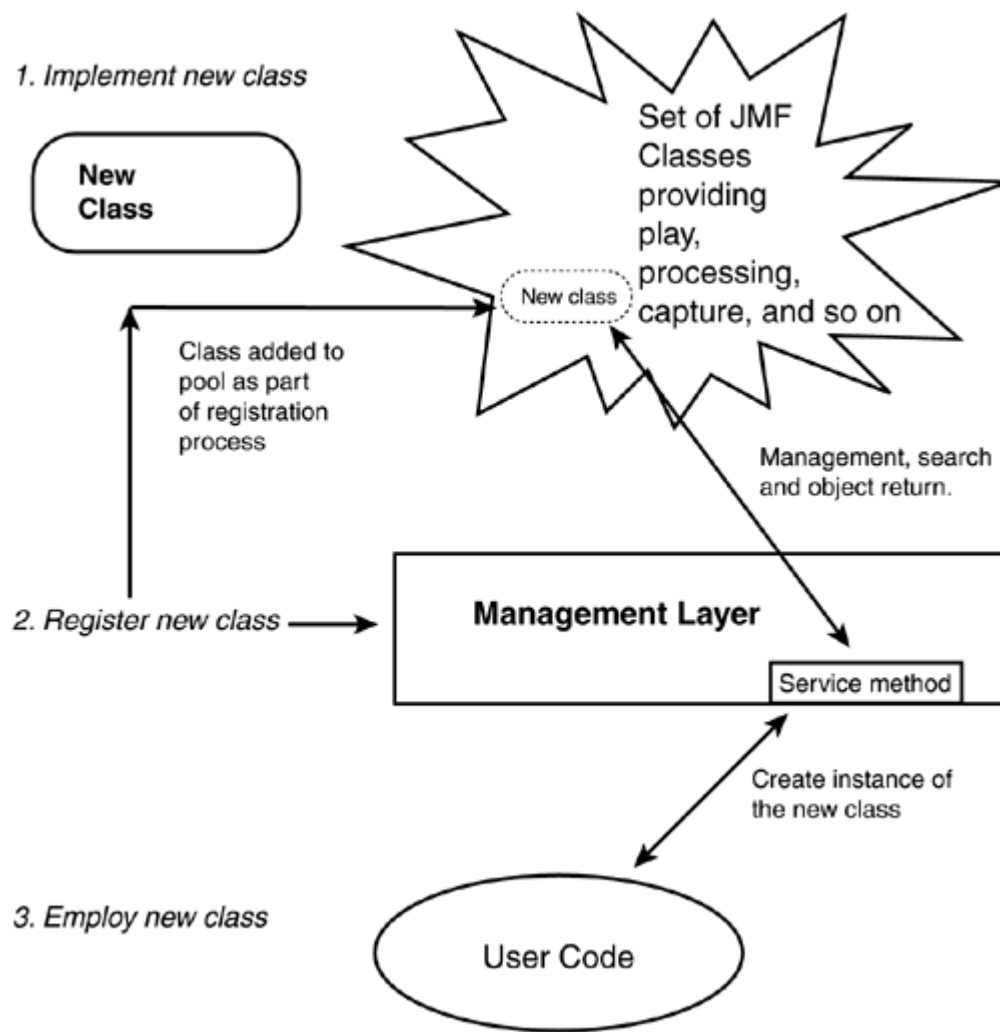 1. Implement new class
New
Class
Set of JMF
Classes
providing
play,
processing,
capture, and so on
New class
Class added to
pool as part
of registration
process
Management, search
and object return.
2. Register new class
Management Layer
Service method
Create instance of
the new class
3. Employ new class
User Code